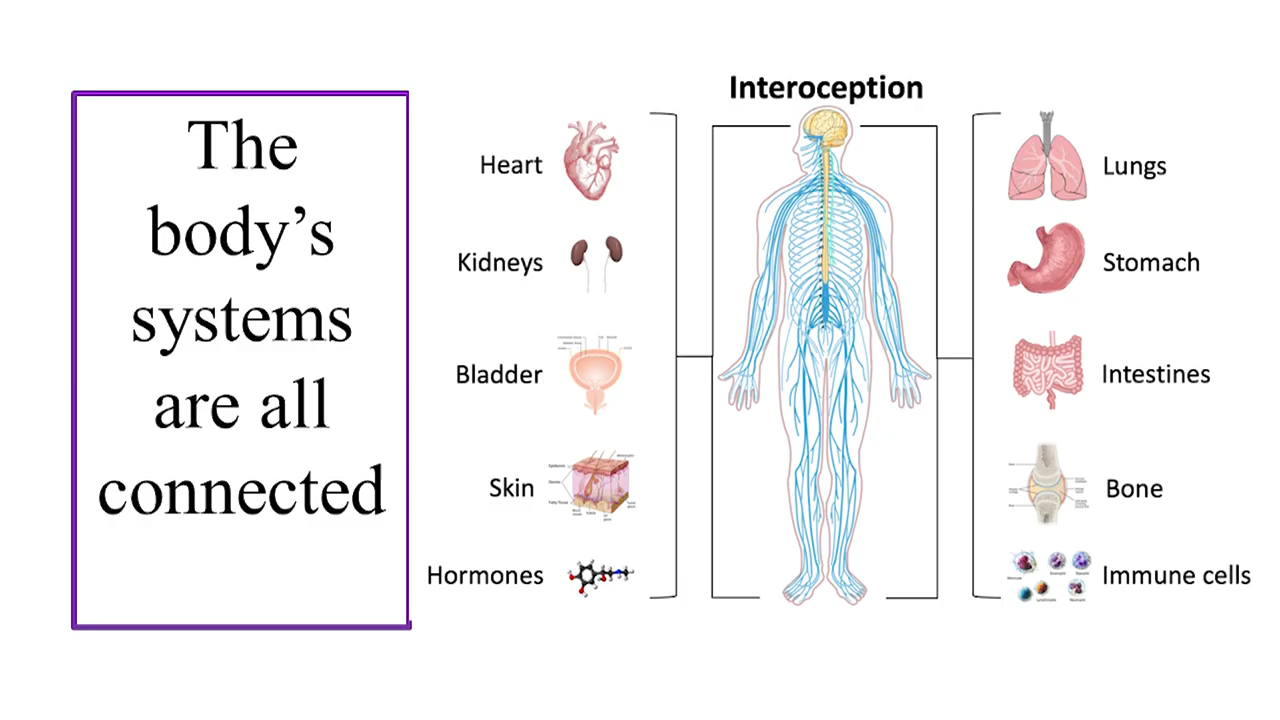 The
body’s
systems
are all
connected
Interoception
Heart
Kidneys
Bladder
Skin
Hormones
Lungs
Stomach
Intestines
Bone
Immune cells